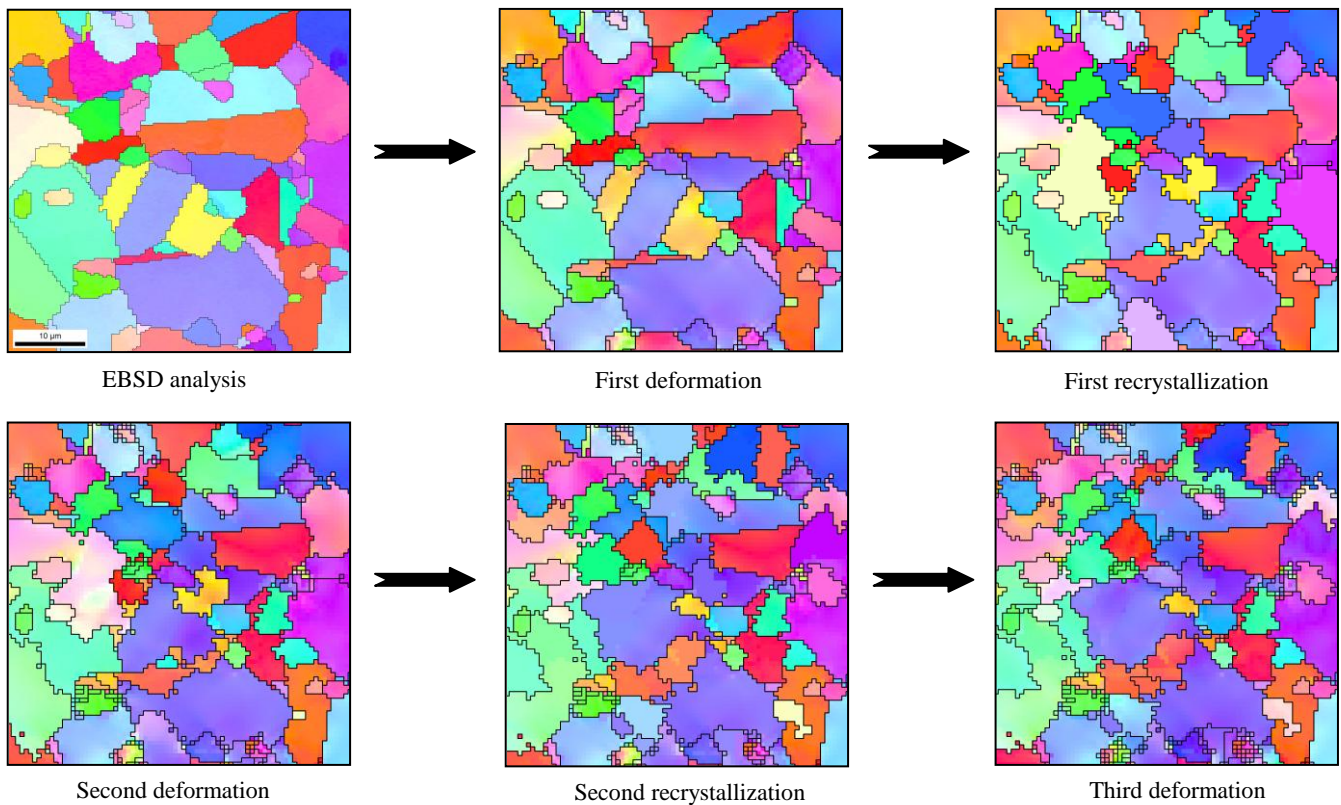 10 µm
EBSD analysis
First deformation
First recrystallization
Second deformation
Second recrystallization
Third deformation